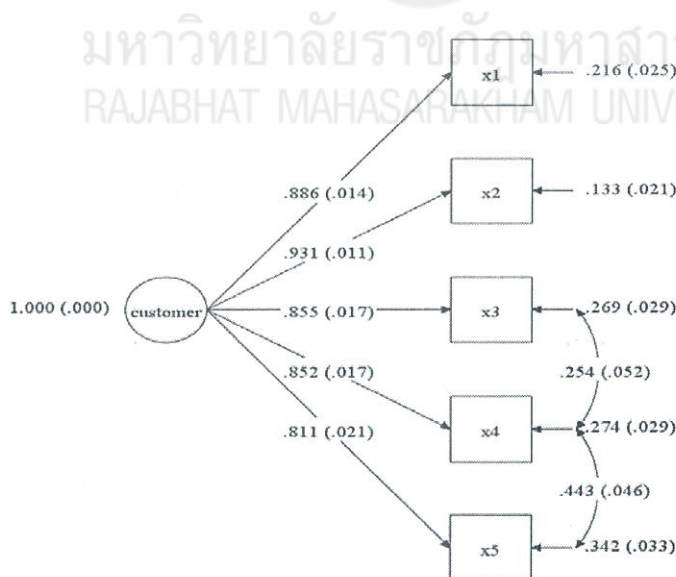 มหาวิทยาลัยราชภัฏมหาสาร
RAJABHAT MAHASARAKHAM UNIV
x1
.216 (.025)
.886 (.014)
x2
.133 (.021)
.931 (.011)
1.000 (.000)
customer
.855 (.017)
x3
.269 (.029)
.852 (.017)
.254 (.052)
.811 (.021)
x4
.274 (.029)
.443 (.046)
x5
.342 (.033)